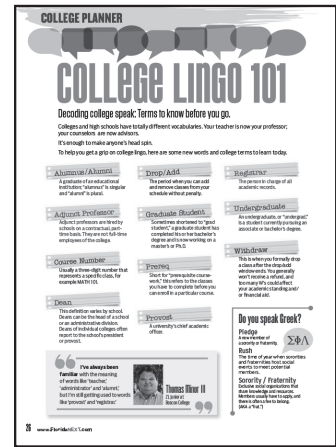 COLLEGE PLANNER
COLLEGE LINGO 101
Decoding college speak: Terms to know before you go.
Colleges and high schools have totally different vocabularies. Your teacher is now your professor;
your counselors are now advisors.
It's enough to make anyone's head spin.
To help you get a grip on college lingo, here are some new words and college terms to learn today.
Alumnus/Alumni
A graduate of an educational
institution; "alumnus" is singular
and "alumni" is plural.
Adjunct Professor
Adjunct professors are hired by
schools on a contractual, part-
time basis. They are not full-time
employees of the college.
Course Number
Usually a three-digit number that
represents a specific class, for
example MATH 101.
Dean
This definition varies by school.
Deans can be the head of a school
or an administrative division.
Deans of individual colleges often
report to the school's president
or provost.
Drop/Add
The period when you can add
and remove classes from your
schedule without penalty.
Graduate Student
Sometimes shortened to "grad
student," a graduate student has
completed his or her bachelor's
degree and is now working on a
master's or Ph.D.
Prereq
Short for "prerequisite course-
work," this refers to the classes
you have to complete before you
can enroll in a particular course.
Provost
A university's chief academic
officer.
Registrar
The person in charge of all
academic records.
Undergraduate
An undergraduate, or "undergrad,"
is a student currently pursuing an
associate or bachelor's degree.
Withdraw
This is when you formally drop
a class after the drop/add
window ends. You generally
won't receive a refund, and
too many W's could affect
your academic standing and/
or financial aid.
Do you speak Greek?
Pledge
A new member of
a sorority or fraternity.
ΣΦΛ
Rush
The time of year when sororities
and fraternities host social
events to meet potential
members.
Sorority / Fraternity
Exclusive social organizations that
share knowledge and resources.
Members usually have to apply, and
there is often a fee to belong.
(AKA a "frat.")
I've always been
familiar with the meaning
of words like 'teacher,'
'administrator' and 'alumni,'
but I'm still getting used to words
like 'provost' and 'registrar.'
Thomas Minor III
Valencia College
26 www.FloridaNEXT.com